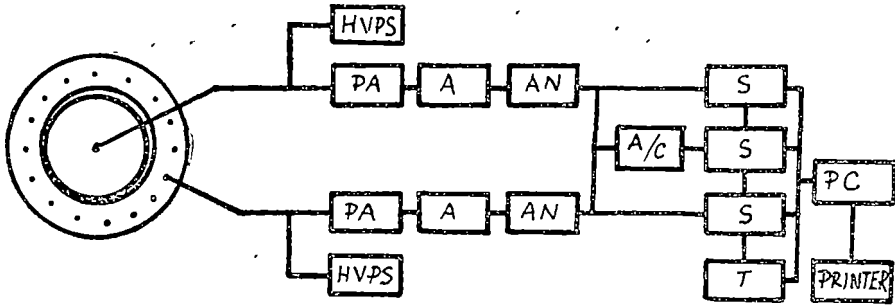 HVPS
PA A AN S
A/C S
PC
PA A AN S
HVPS T PRINTER